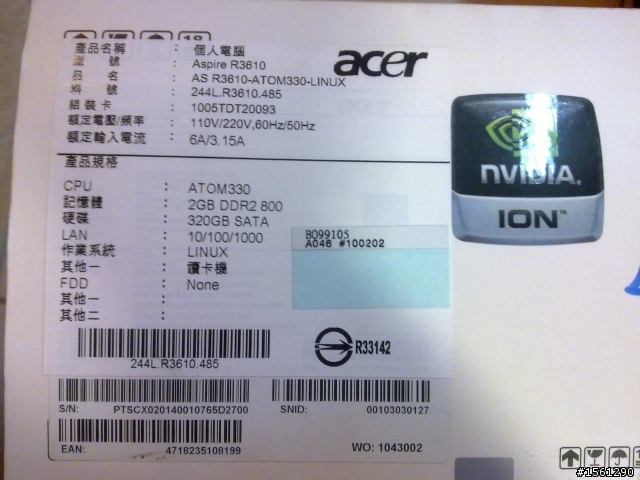 產品名稱 : 個人電腦
型 號 : Aspire R3610
品 名 : AS R3610-ATOM330-LINUX
料 號 : 244L.R3610.485
組裝卡 : 1005TDT20093
額定電壓/頻率 : 110V/220V,60Hz/50Hz
額定輸入電流 : 6A/3.15A
acer
產品規格
CPU : ATOM330
記憶體 : 2GB DDR2 800
硬碟 : 320GB SATA
LAN : 10/100/1000
作業系統 : LINUX
其他一 : 讀卡機
FDD : None
其他一 :
其他二 :
BO99105
A046 #100202
nVIDIA.
ION™
244L.R3610.485
R33142
S/N: PTSCX020140010765D2700
SNID: 00103030127
EAN: 4718235108199
WO: 1043002
#1561290